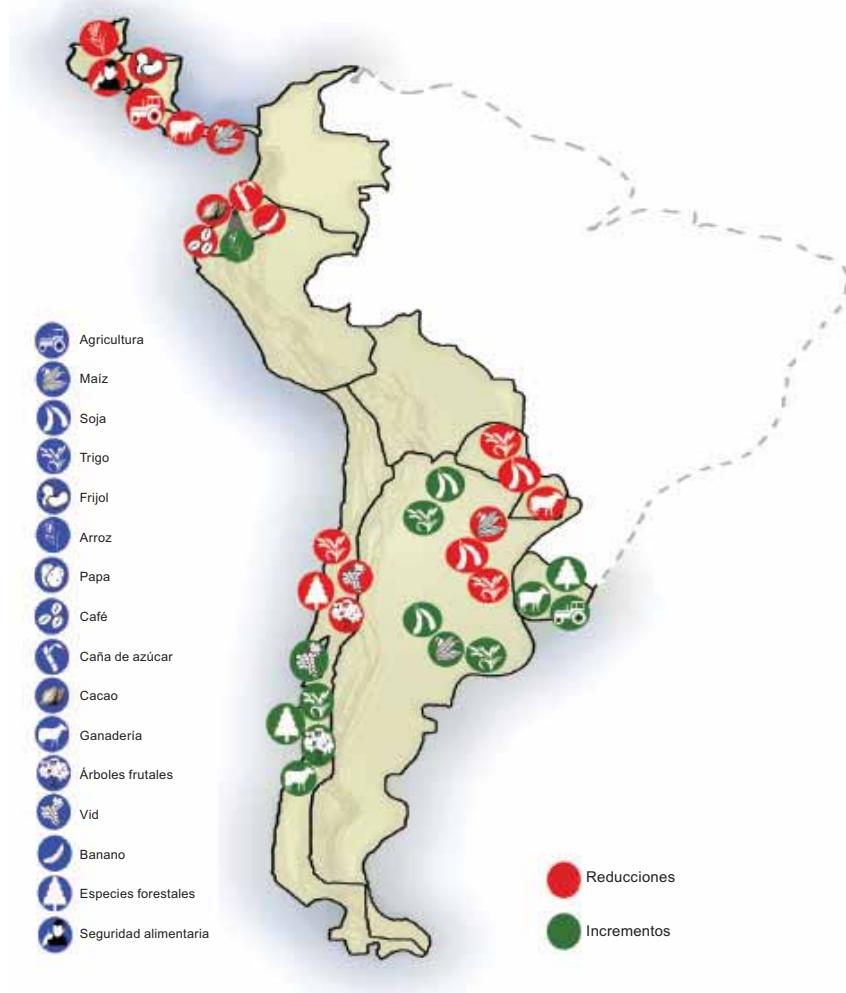 Agricultura
Maíz
Soja
Trigo
Frijol
Arroz
Papa
Café
Caña de azúcar
Cacao
Ganadería
Árboles frutales
Vid
Banano
Especies forestales
Seguridad alimentaria
Reducciones
Incrementos